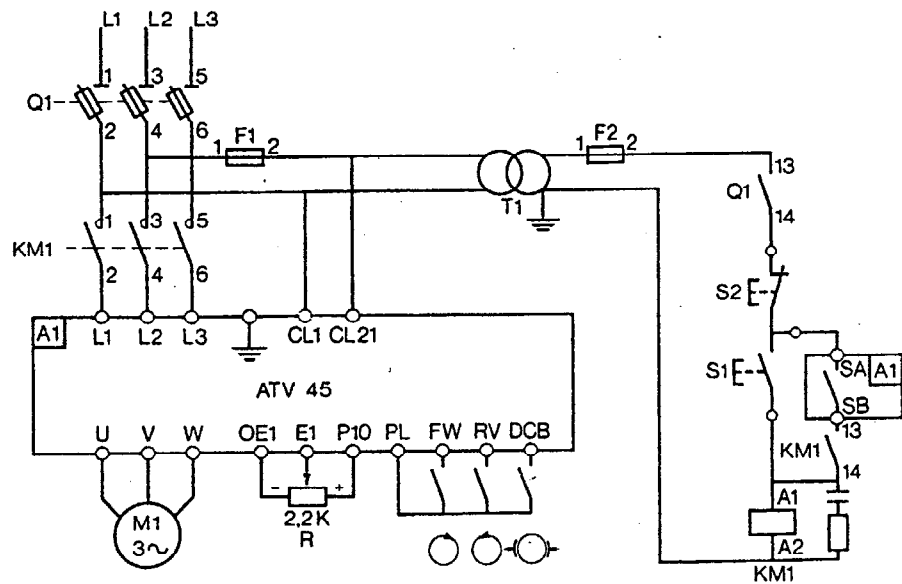 L1 L2 L3
1 3 5
Q1
2 4 6
1 F1 2
1 F2 2
T1
13
Q1
14
1 3 5
KM1
2 4 6
S2
A1
L1 L2 L3 CL1 CL21
ATV 45
S1
SA A1
SB
13
KM1
14
U V W OE1 E1 P10 PL FW RV DCB
- +
2,2K
R
M1
3~
A1
A2
KM1